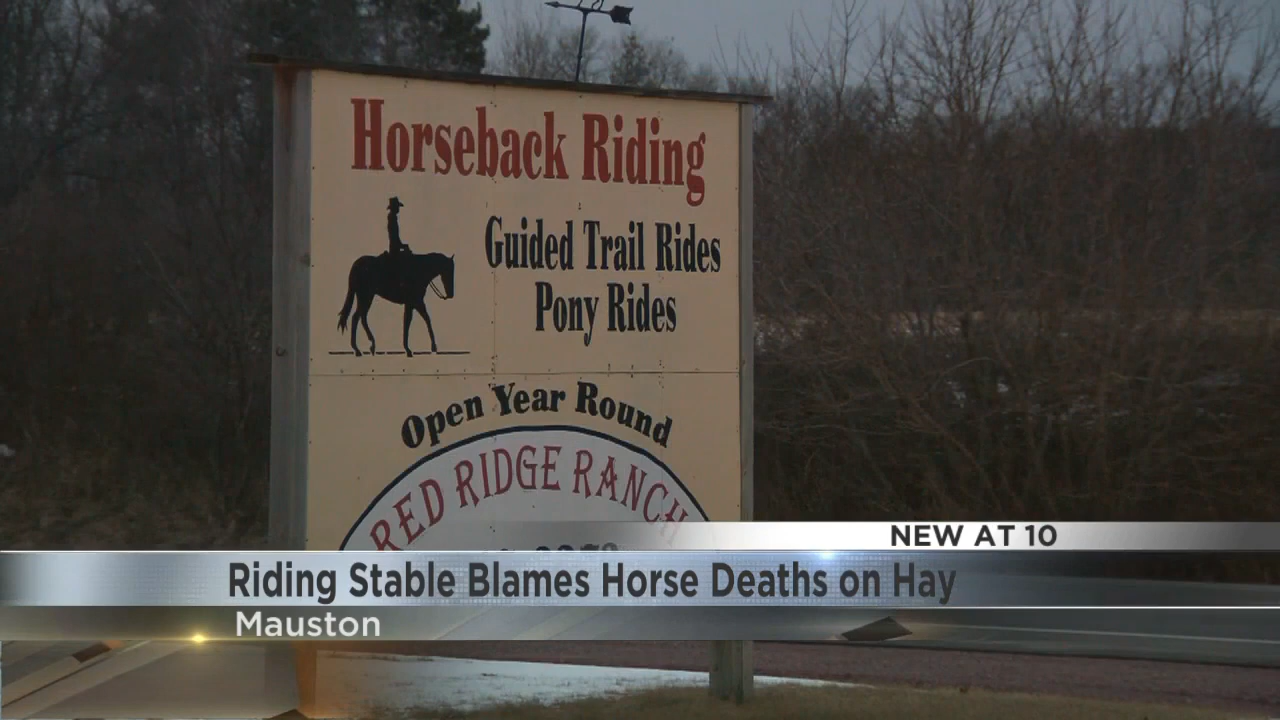 Horseback Riding
Guided Trail Rides
Pony Rides
Open Year Round
RED RIDGE RANCH
NEW AT 10
Riding Stable Blames Horse Deaths on Hay
Mauston